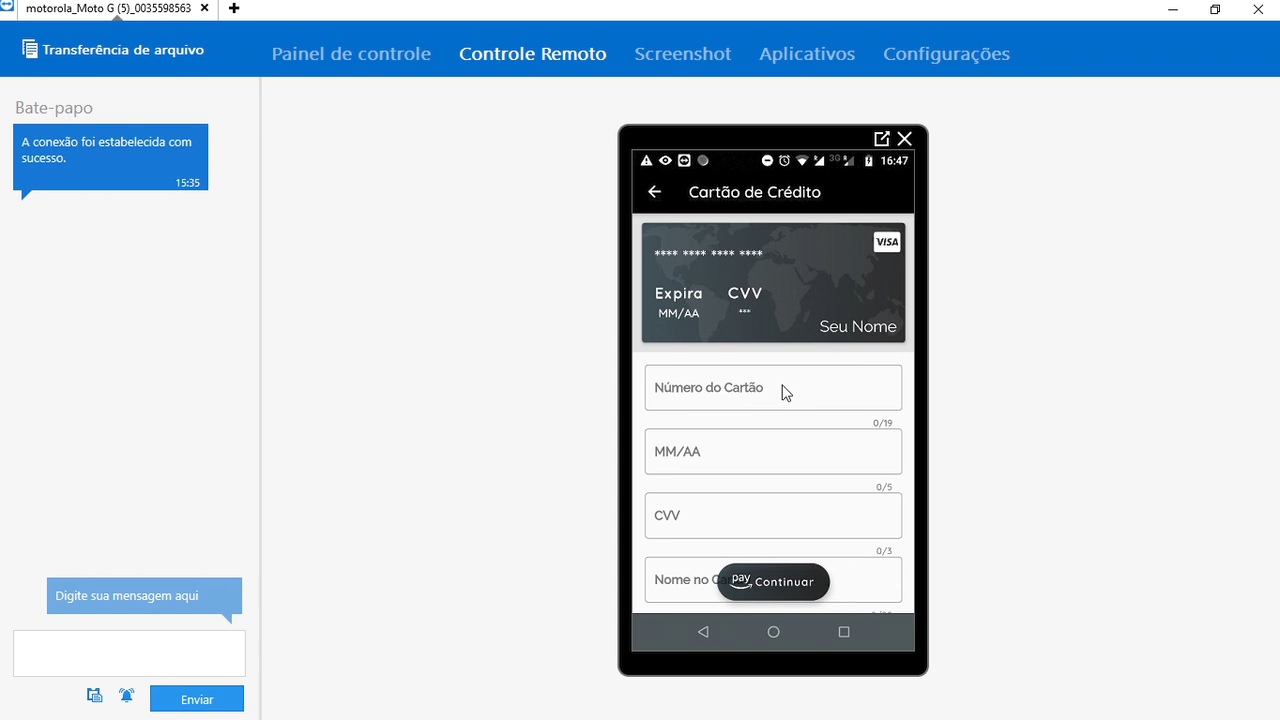 motorola_Moto G (5)_0035598563
Transferência de arquivo
Painel de controle
Controle Remoto
Screenshot
Aplicativos
Configurações
Bate-papo
A conexão foi estabelecida com
sucesso.
15:35
3G
16:47
Cartão de Crédito
VISA
**** **** **** ****
Expira CVV
MM/AA ***
Seu Nome
Número do Cartão
0/19
MM/AA
0/5
CVV
0/3
Nome no
pay Continuar
Digite sua mensagem aqui
Enviar